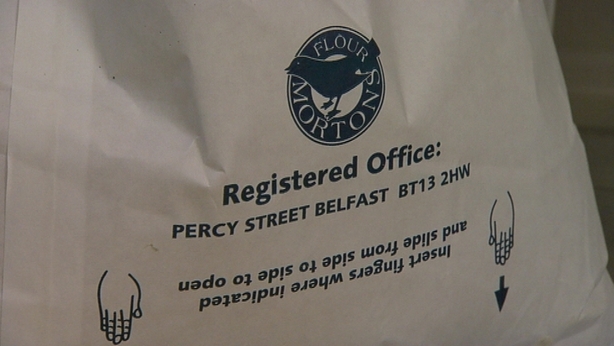 FLOUR
MORTONS
Registered Office:
PERCY STREET BELFAST BT13 2HW
Insert fingers where indicated
and slide from side to side to open